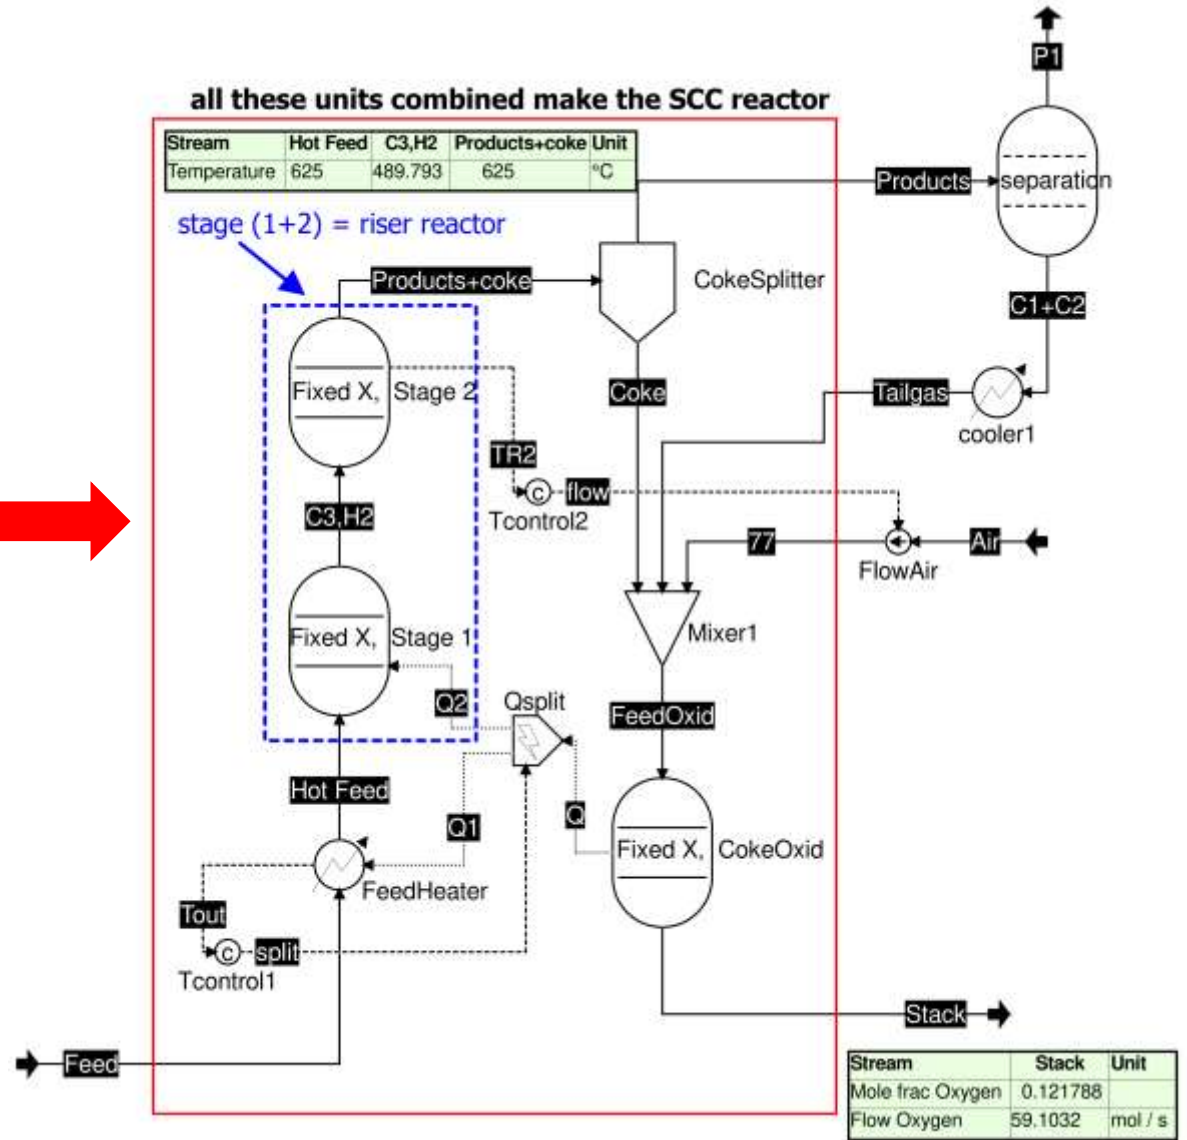 P1
all these units combined make the SCC reactor
Stream Hot Feed C3,H2 Products+coke Unit
Temperature 625 489.793 625 °C
Products
separation
stage (1+2) = riser reactor
Products+coke
CokeSplitter
C1+C2
Fixed X, Stage 2
Coke
Tailgas
cooler1
TR2
flow
Tcontrol2
C3,H2
77
Air
FlowAir
Fixed X, Stage 1
Mixer1
Q2
Qsplit
FeedOxid
Hot Feed
Q1
Q
Fixed X, CokeOxid
FeedHeater
Tout
split
Tcontrol1
Stack
Feed
Stream Stack Unit
Mole frac Oxygen 0.121788
Flow Oxygen 59.1032 mol / s
c
c